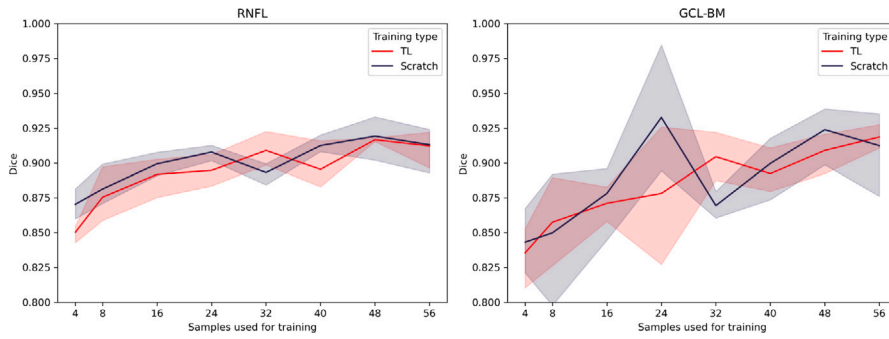 RNFL
1.000
0.975
0.950
0.925
0.900
0.875
0.850
0.825
0.800
Dice
Training type
TL
Scratch
4 8 16 24 32 40 48 56
Samples used for training
GCL-BM
1.000
0.975
0.950
0.925
0.900
0.875
0.850
0.825
0.800
Training type
TL
Scratch
4 8 16 24 32 40 48 56
Samples used for training